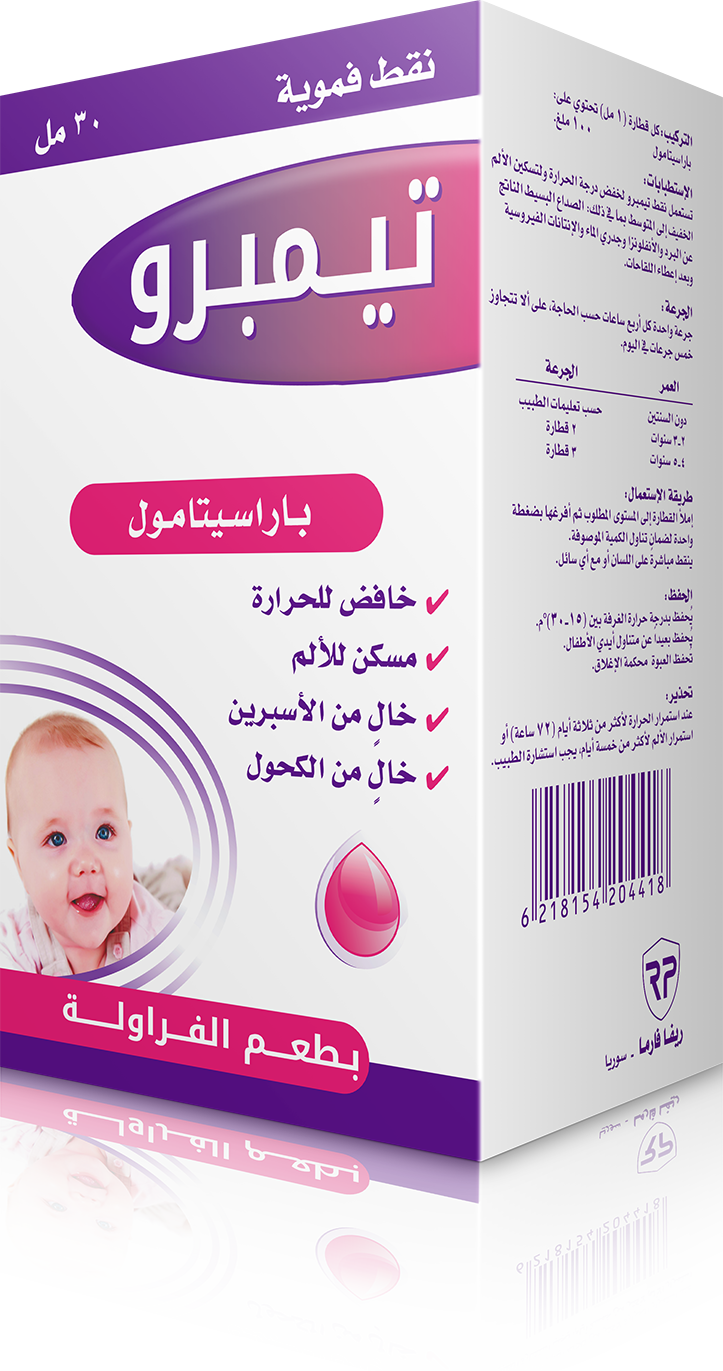 نقط فموية
٣٠ مل
تيمبرو
باراسيتامول
✓ خافض للحرارة
✓ مسكن للألم
✓ خالٍ من الأسبرين
✓ خالٍ من الكحول
بطعم الفراولة
التركيب: كل قطارة (١ مل) تحتوي على:
باراسيتامول ١٠٠ ملغ.
الإستطبابات:
تستعمل نقط تيمبرو لخفض درجة الحرارة ولتسكين الألم
الخفيف إلى المتوسط بما في ذلك: الصداع البسيط الناتج
عن البرد والأنفلونزا وجدري الماء والإنتانات الفيروسية
وبعد إعطاء اللقاحات.
الجرعة:
جرعة واحدة كل أربع ساعات حسب الحاجة، على ألا تتجاوز
خمس جرعات في اليوم.
العمر الجرعة
دون السنتين حسب تعليمات الطبيب
٢-٣ سنوات ٢ قطارة
٤-٥ سنوات ٣ قطارة
طريقة الإستعمال:
إملأ القطارة إلى المستوى المطلوب ثم أفرغها بضغطة
واحدة لضمان تناول الكمية الموصوفة.
ينقط مباشرة على اللسان أو مع أي سائل.
الحفظ:
يُحفظ بدرجة حرارة الغرفة بين (١٥-٣٠)°م.
يُحفظ بعيداً عن متناول أيدي الأطفال.
تحفظ العبوة محكمة الإغلاق.
تحذير:
عند استمرار الحرارة لأكثر من ثلاثة أيام (٧٢ ساعة) أو
استمرار الألم لأكثر من خمسة أيام، يجب استشارة الطبيب.
6 218154 204418
RP
ريفا فارما - سوريا